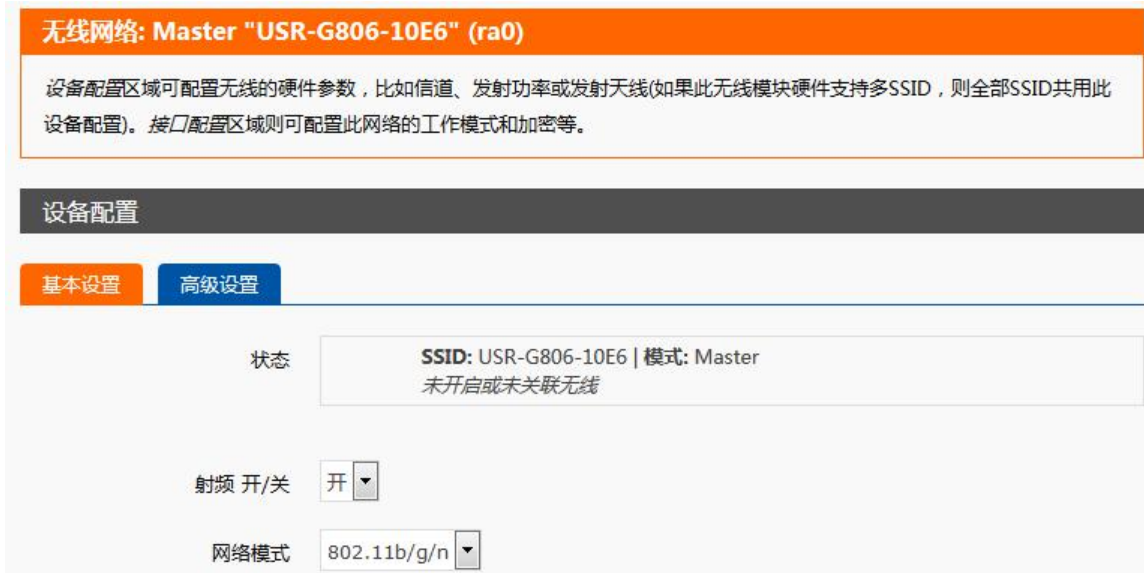 无线网络: Master "USR-G806-10E6" (ra0)
设备配置区域可配置无线的硬件参数，比如信道、发射功率或发射天线(如果此无线模块硬件支持多SSID，则全部SSID共用此
设备配置)。接口配置区域则可配置此网络的工作模式和加密等。
设备配置
基本设置 高级设置
状态 SSID: USR-G806-10E6 | 模式: Master
未开启或未关联无线
射频 开/关 开
网络模式 802.11b/g/n